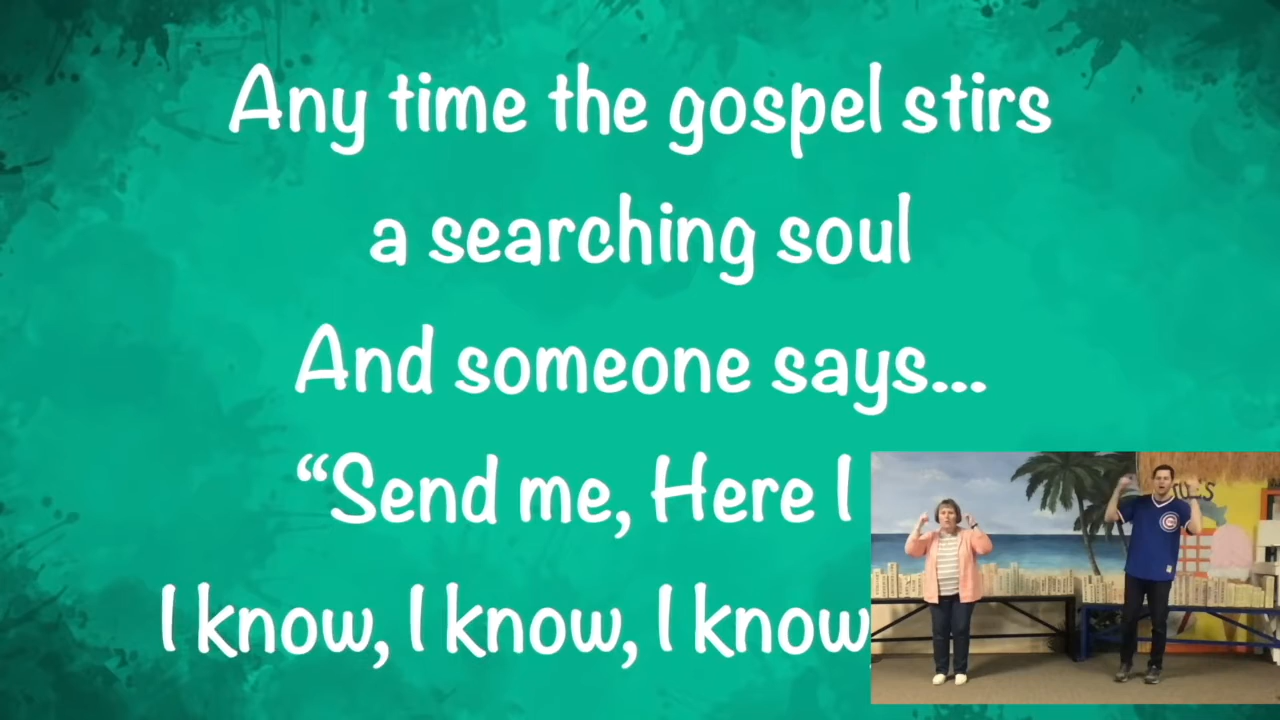 Any time the gospel stirs
a searching soul
And someone says...
“Send me, Here I
I know, I know, I know